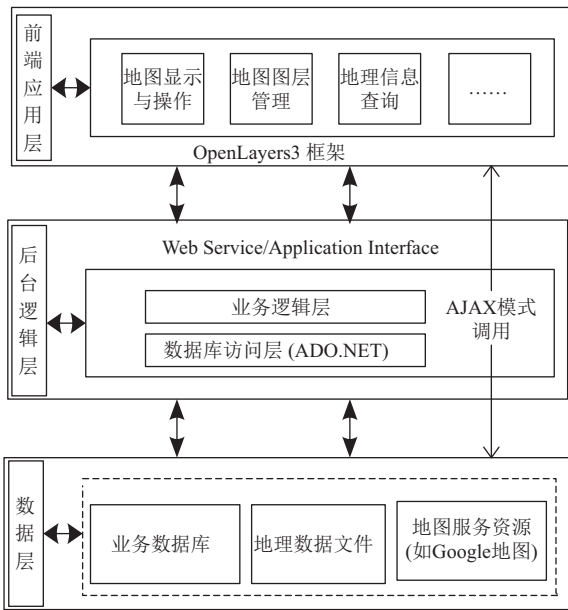 前端应用层
地图显示
与操作
地图图层
管理
地理信息
查询
……
OpenLayers3 框架
后台逻辑层
Web Service/Application Interface
业务逻辑层
数据库访问层 (ADO.NET)
AJAX模式
调用
数据层
业务数据库
地理数据文件
地图服务资源
(如Google地图)